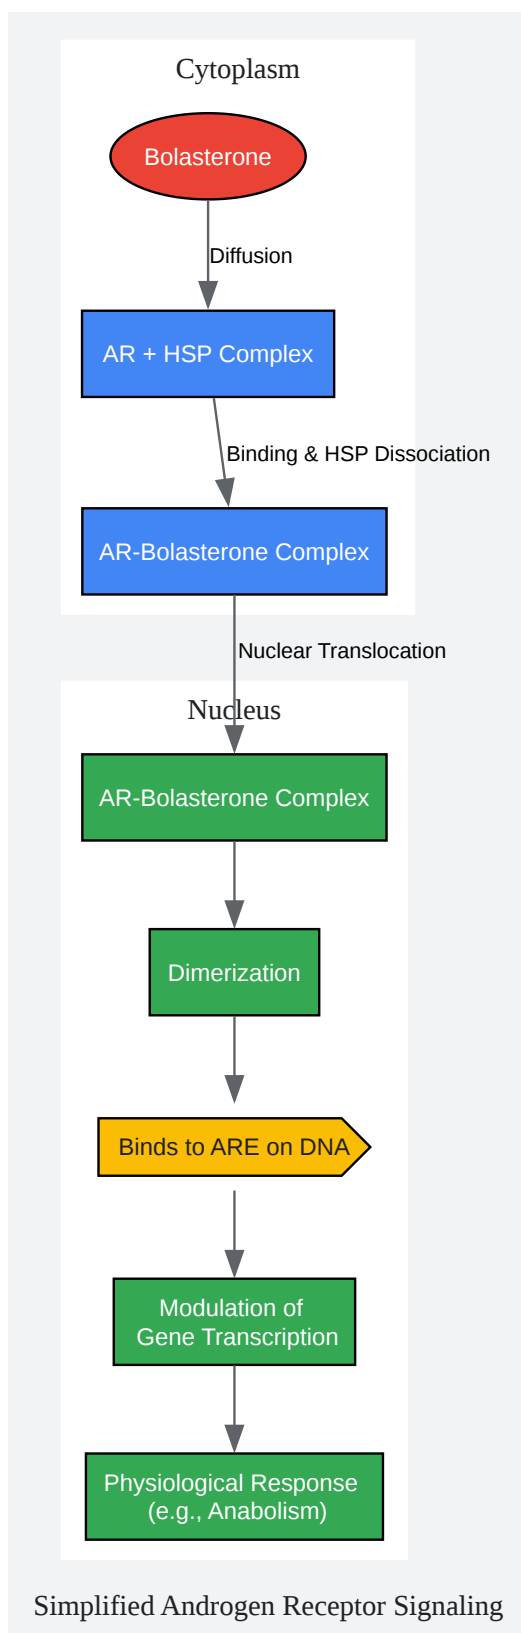 Cytoplasm
Bolasterone
Diffusion
AR + HSP Complex
Binding & HSP Dissociation
AR-Bolasterone Complex
Nuclear Translocation
Nucleus
AR-Bolasterone Complex
Dimerization
Binds to ARE on DNA
Modulation of
Gene Transcription
Physiological Response
(e.g., Anabolism)
Simplified Androgen Receptor Signaling